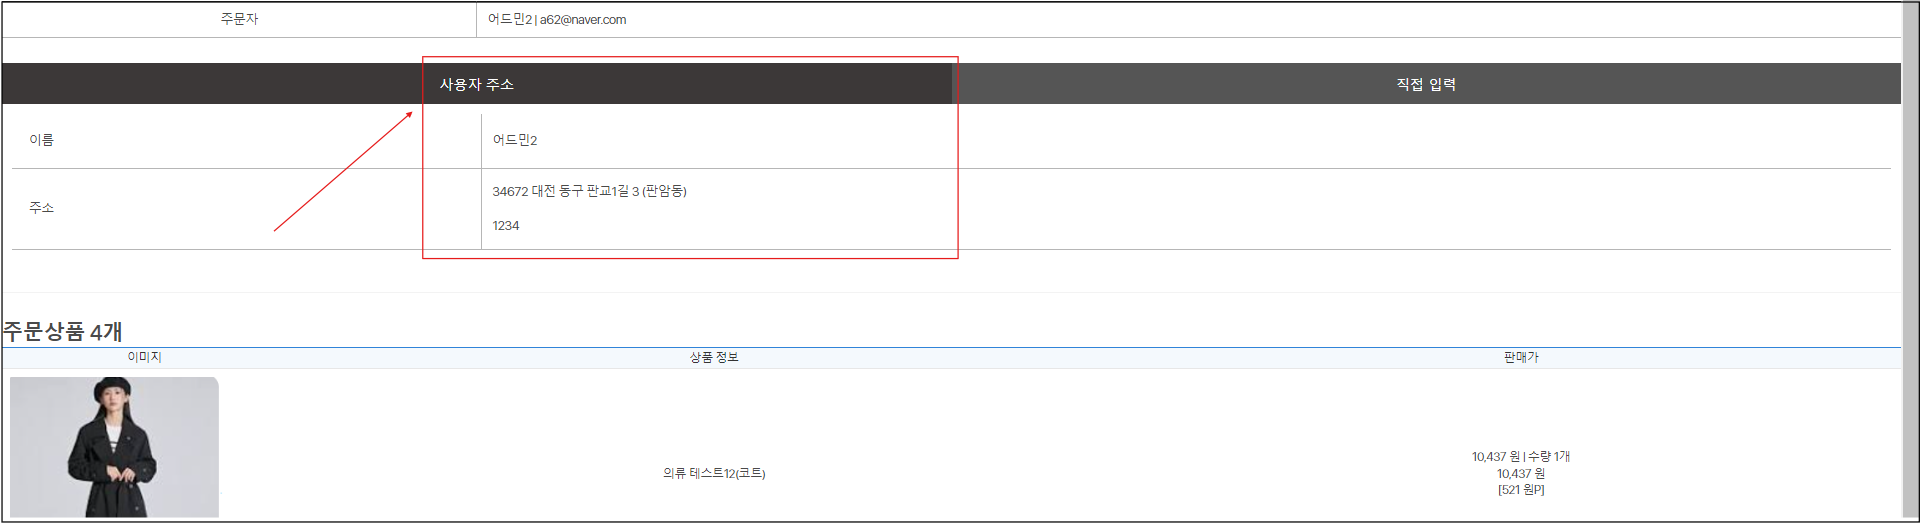 주문자
어드민2 | a62@naver.com
사용자 주소
직접 입력
이름
어드민2
주소
34672 대전 동구 판교1길 3 (판암동)
1234
주문상품 4개
이미지
상품 정보
판매가
의류 테스트12(코트)
10,437 원 | 수량 1개
10,437 원
[521 원P]